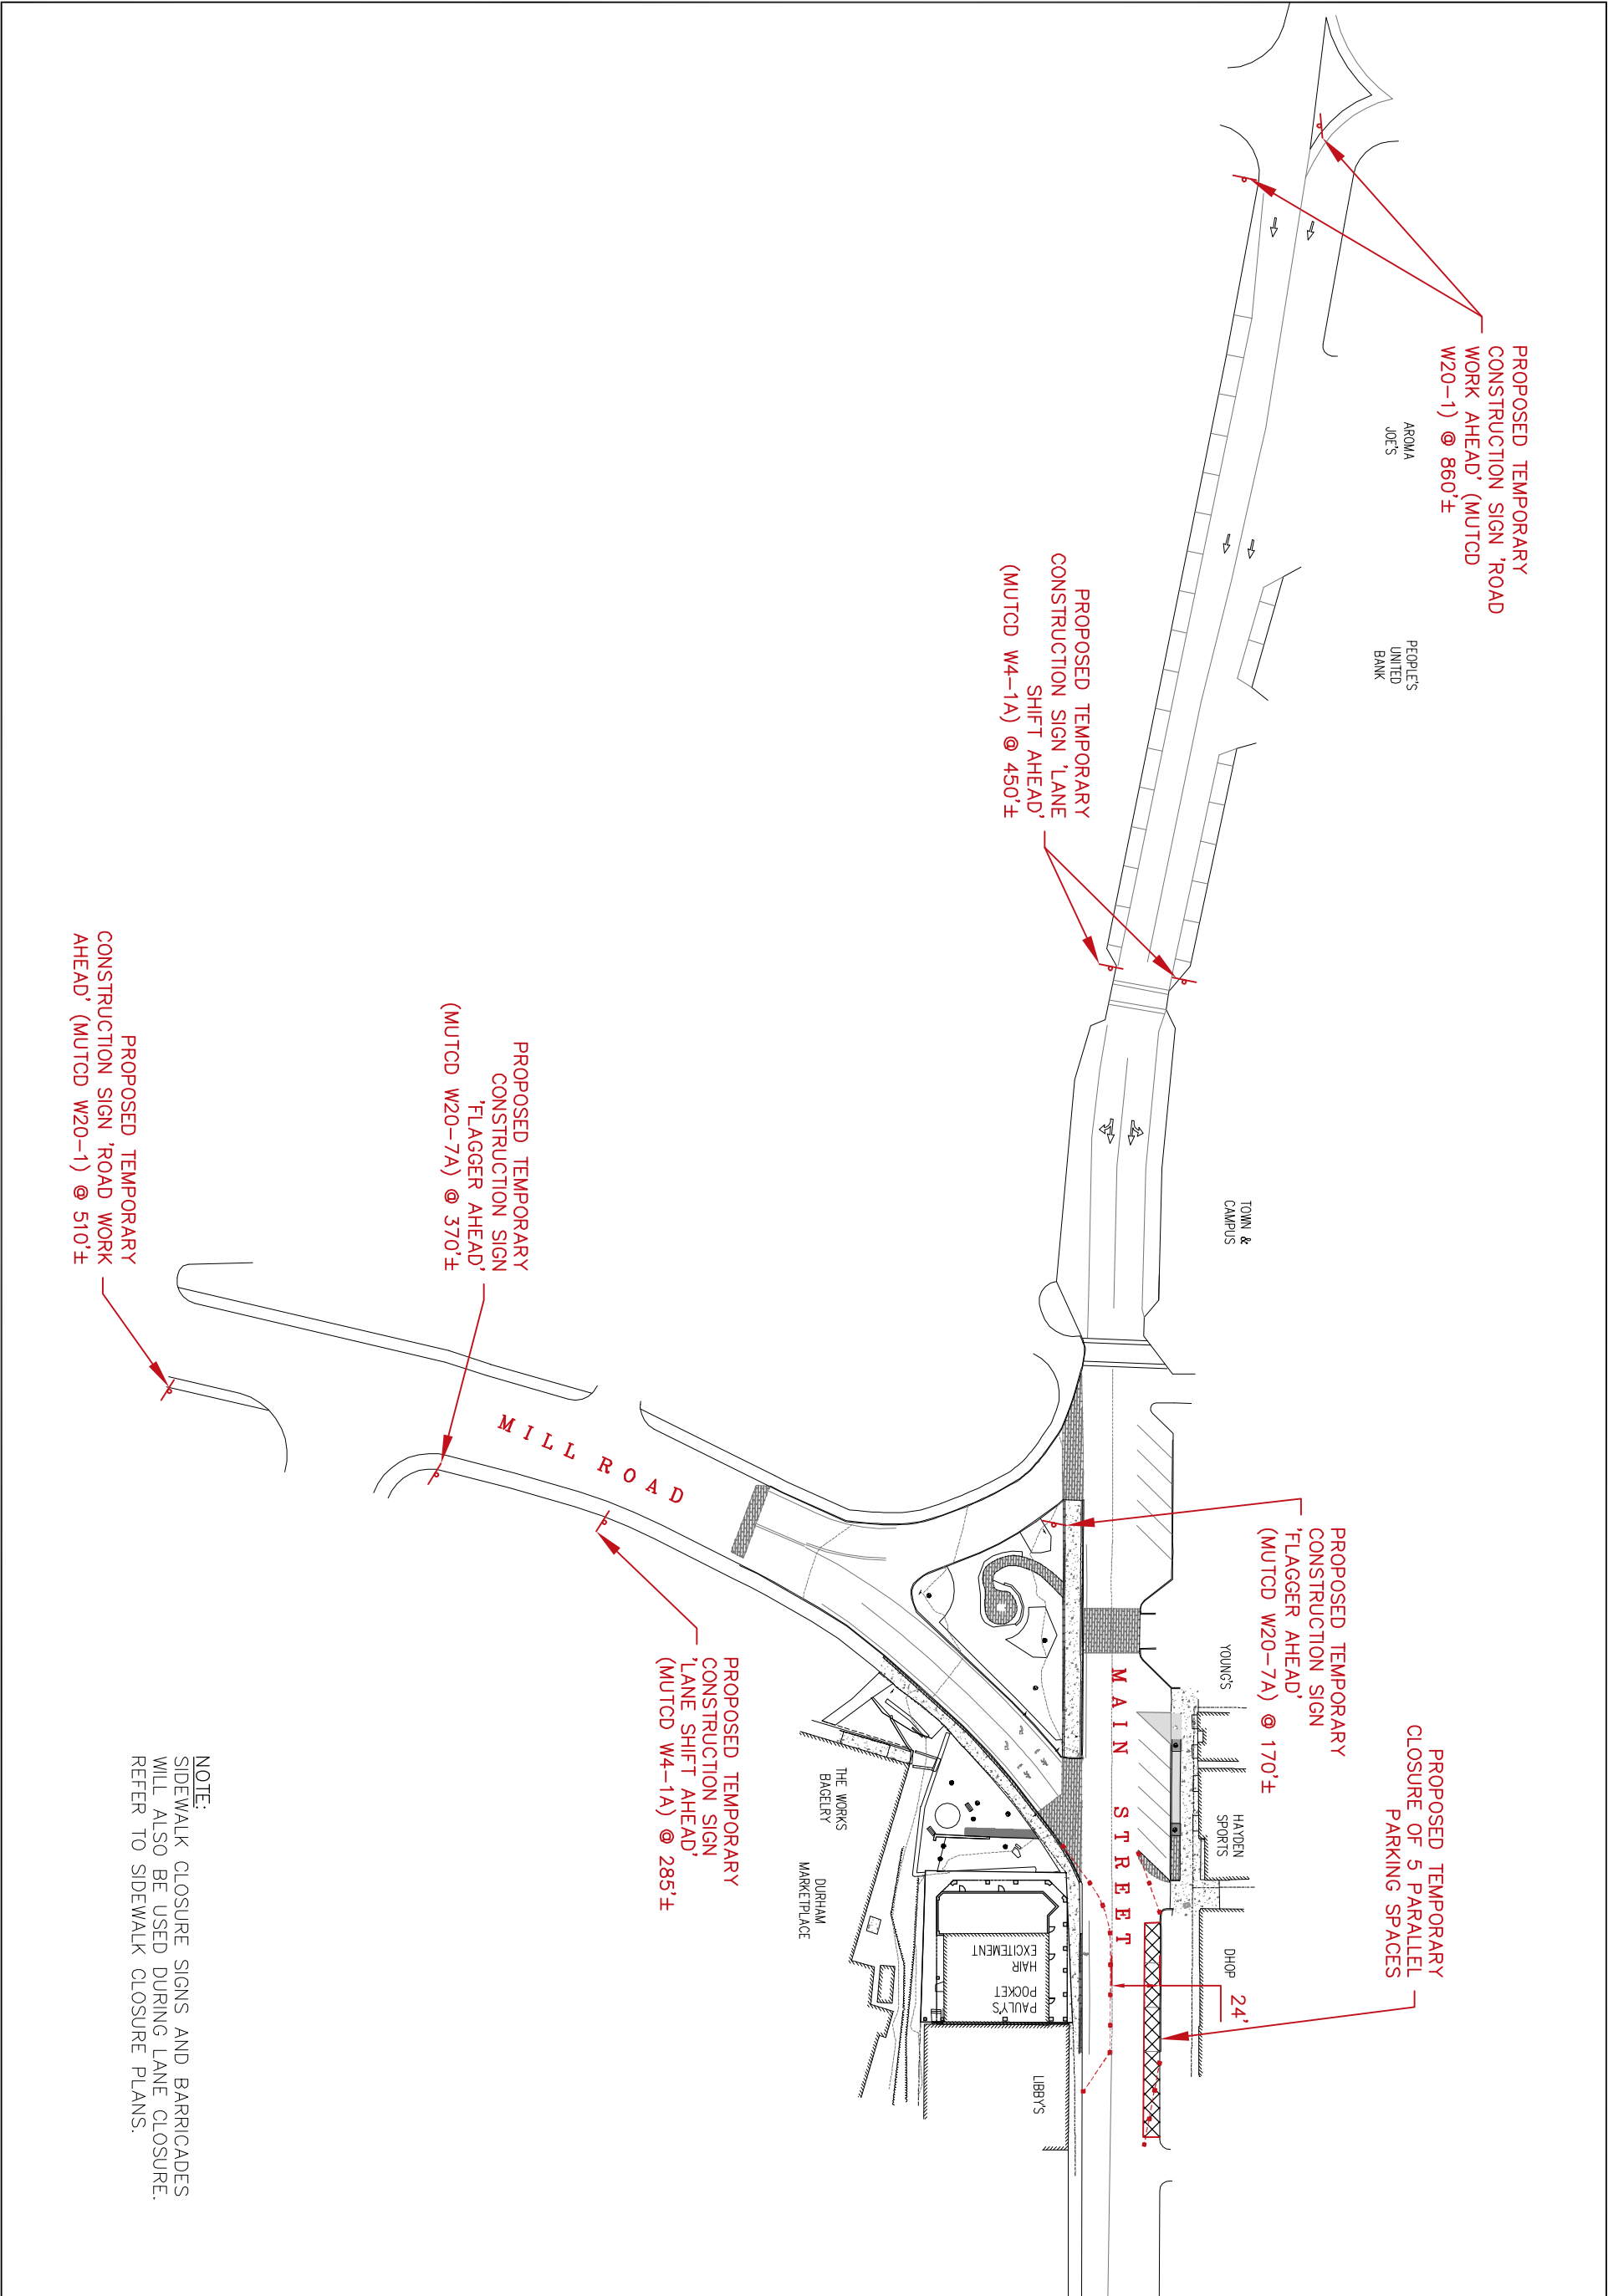 PROPOSED TEMPORARY
CONSTRUCTION SIGN 'ROAD
WORK AHEAD' (MUTCD
W20-1) @ 860'±
AROMA
JOE'S
PEOPLE'S
UNITED
BANK
PROPOSED TEMPORARY
CONSTRUCTION SIGN 'LANE
SHIFT AHEAD'
(MUTCD W4-1A) @ 450'±
TOWN &
CAMPUS
PROPOSED TEMPORARY
CONSTRUCTION SIGN
'FLAGGER AHEAD'
(MUTCD W20-7A) @ 170'±
PROPOSED TEMPORARY
CLOSURE OF 5 PARALLEL
PARKING SPACES
YOUNG'S
HAYDEN
SPORTS
DHOP
24'
MAIN STREET
LIBBY'S
HAIR
EXCITEMENT
PAULY'S
POCKET
THE WORKS
BAGELRY
DURHAM
MARKETPLACE
MILL ROAD
PROPOSED TEMPORARY
CONSTRUCTION SIGN
'LANE SHIFT AHEAD'
(MUTCD W4-1A) @ 285'±
PROPOSED TEMPORARY
CONSTRUCTION SIGN
'FLAGGER AHEAD'
(MUTCD W20-7A) @ 370'±
PROPOSED TEMPORARY
CONSTRUCTION SIGN 'ROAD WORK
AHEAD' (MUTCD W20-1) @ 510'±
NOTE:
SIDEWALK CLOSURE SIGNS AND BARRICADES
WILL ALSO BE USED DURING LANE CLOSURE.
REFER TO SIDEWALK CLOSURE PLANS.